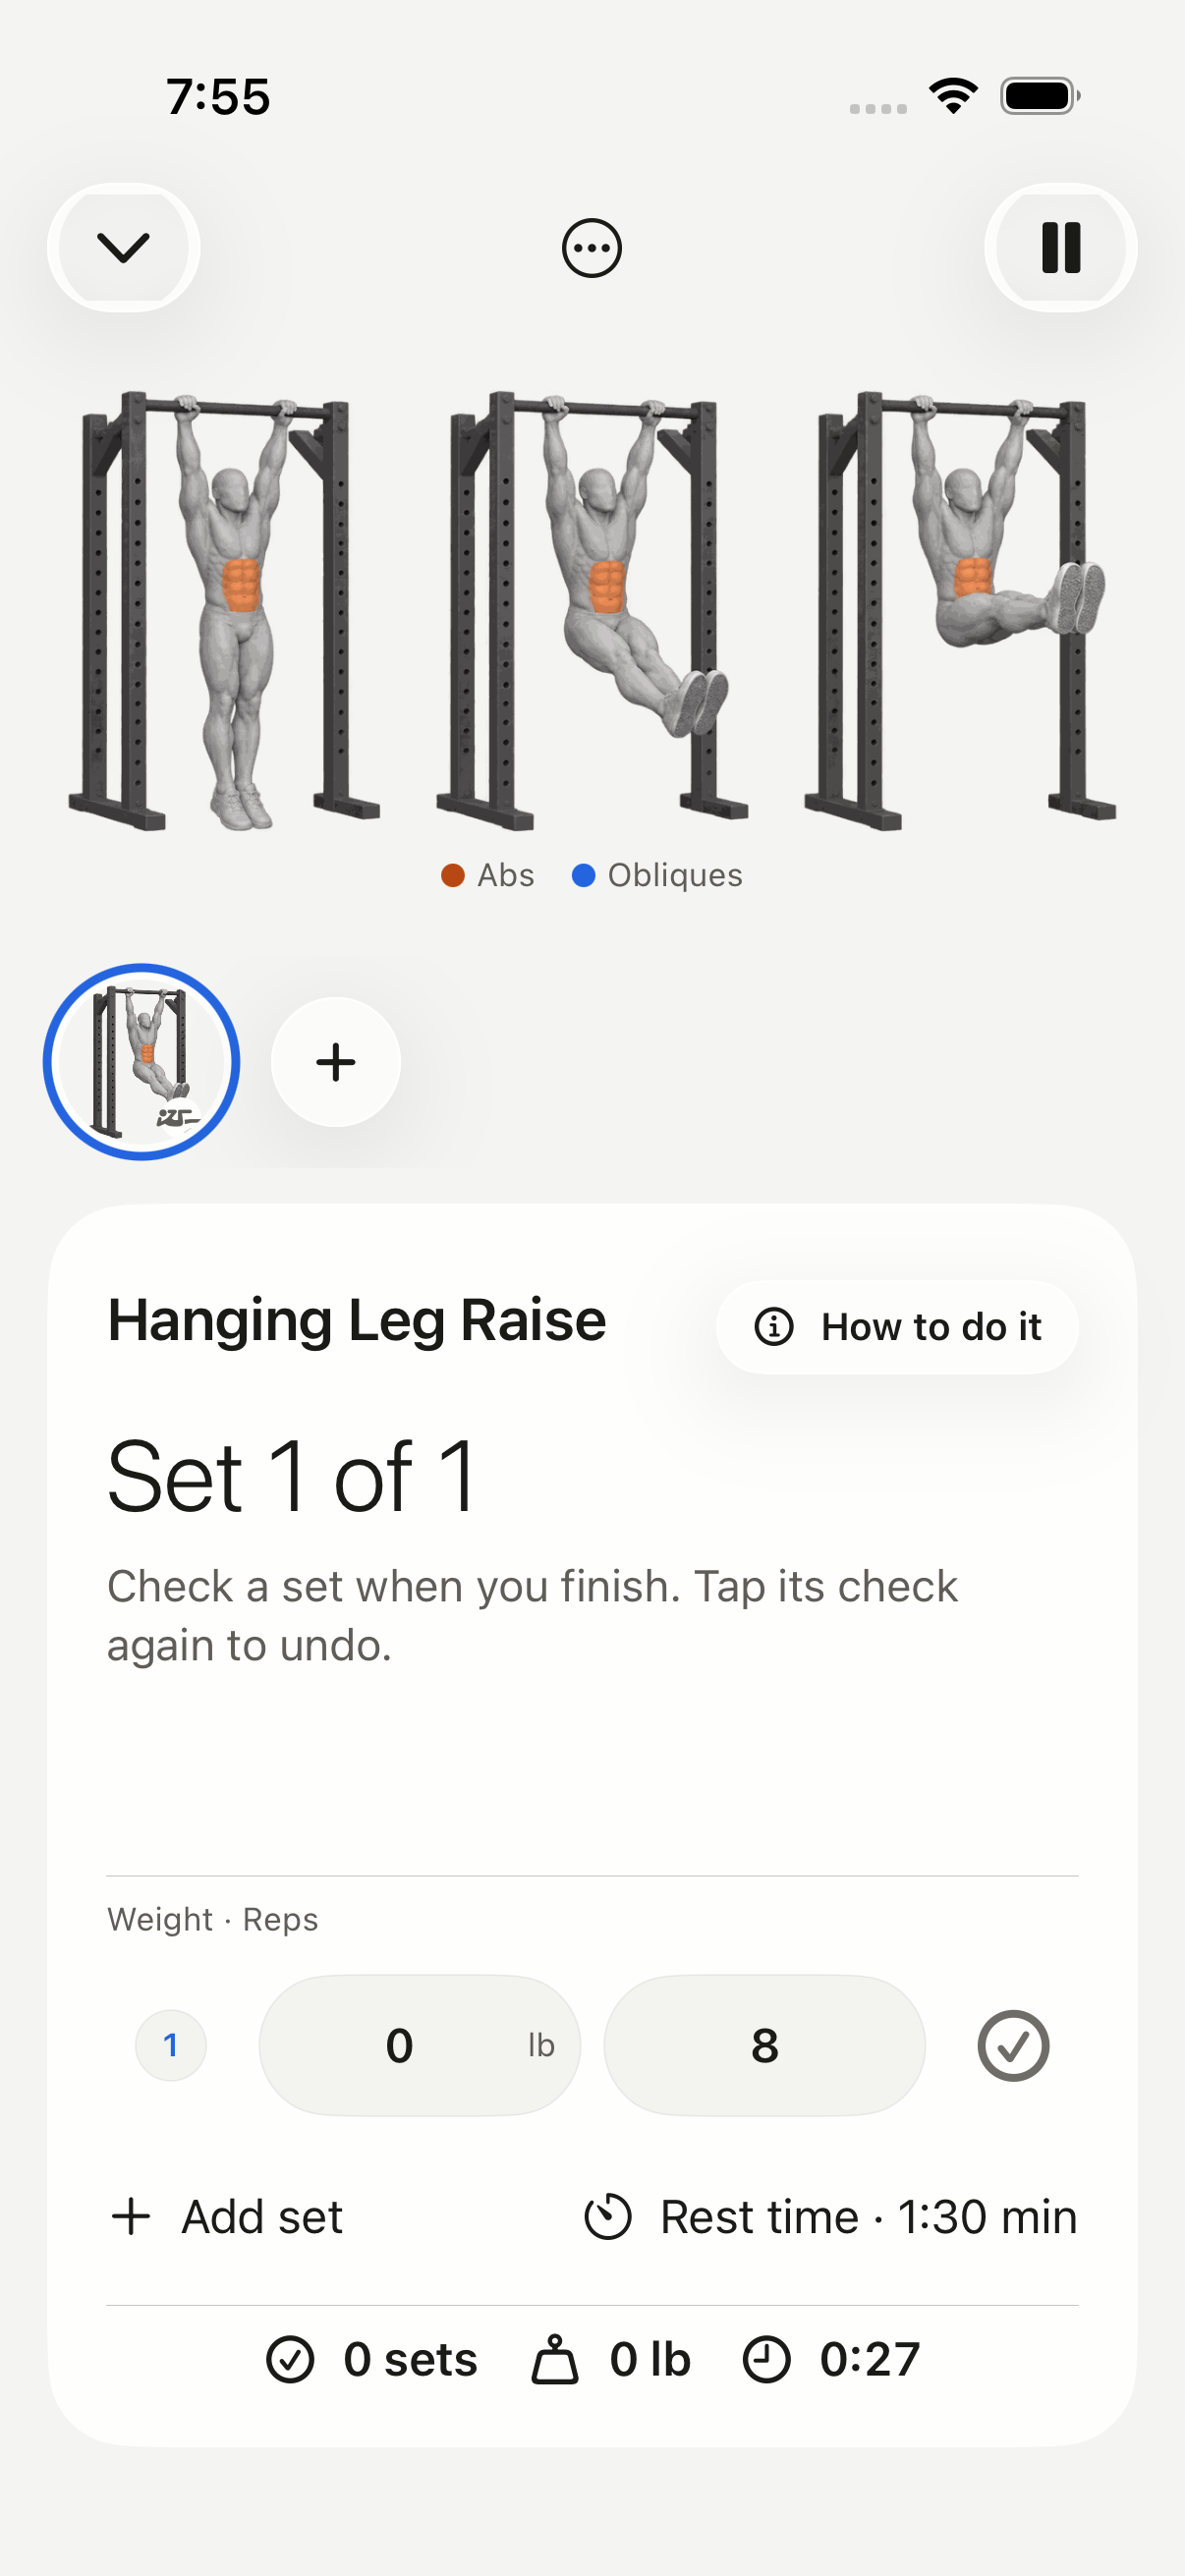 7:55
Abs Obliques
Hanging Leg Raise
How to do it
Set 1 of 1
Check a set when you finish. Tap its check
again to undo.
Weight · Reps
1 0 lb 8
Add set
Rest time · 1:30 min
0 sets 0 lb 0:27